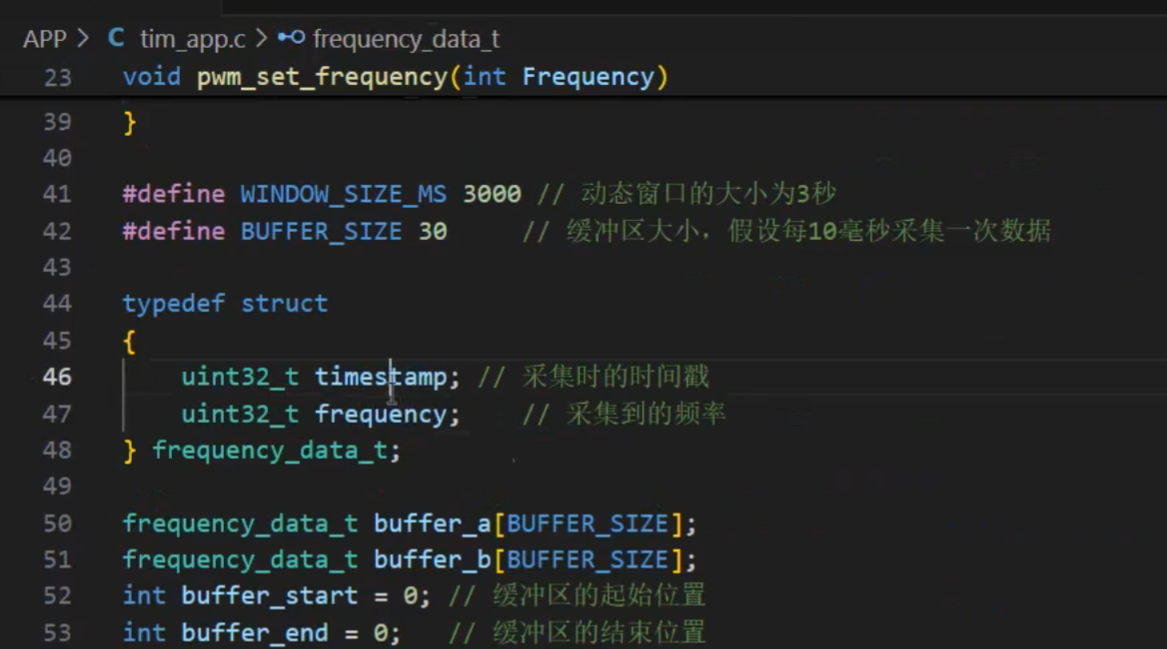 APP > C tim_app.c > frequency_data_t
23 void pwm_set_frequency(int Frequency)
39 }
40
41 #define WINDOW_SIZE_MS 3000 // 动态窗口的大小为3秒
42 #define BUFFER_SIZE 30 // 缓冲区大小，假设每10毫秒采集一次数据
43
44 typedef struct
45 {
46 uint32_t timestamp; // 采集时的时间戳
47 uint32_t frequency; // 采集到的频率
48 } frequency_data_t;
49
50 frequency_data_t buffer_a[BUFFER_SIZE];
51 frequency_data_t buffer_b[BUFFER_SIZE];
52 int buffer_start = 0; // 缓冲区的起始位置
53 int buffer_end = 0; // 缓冲区的结束位置